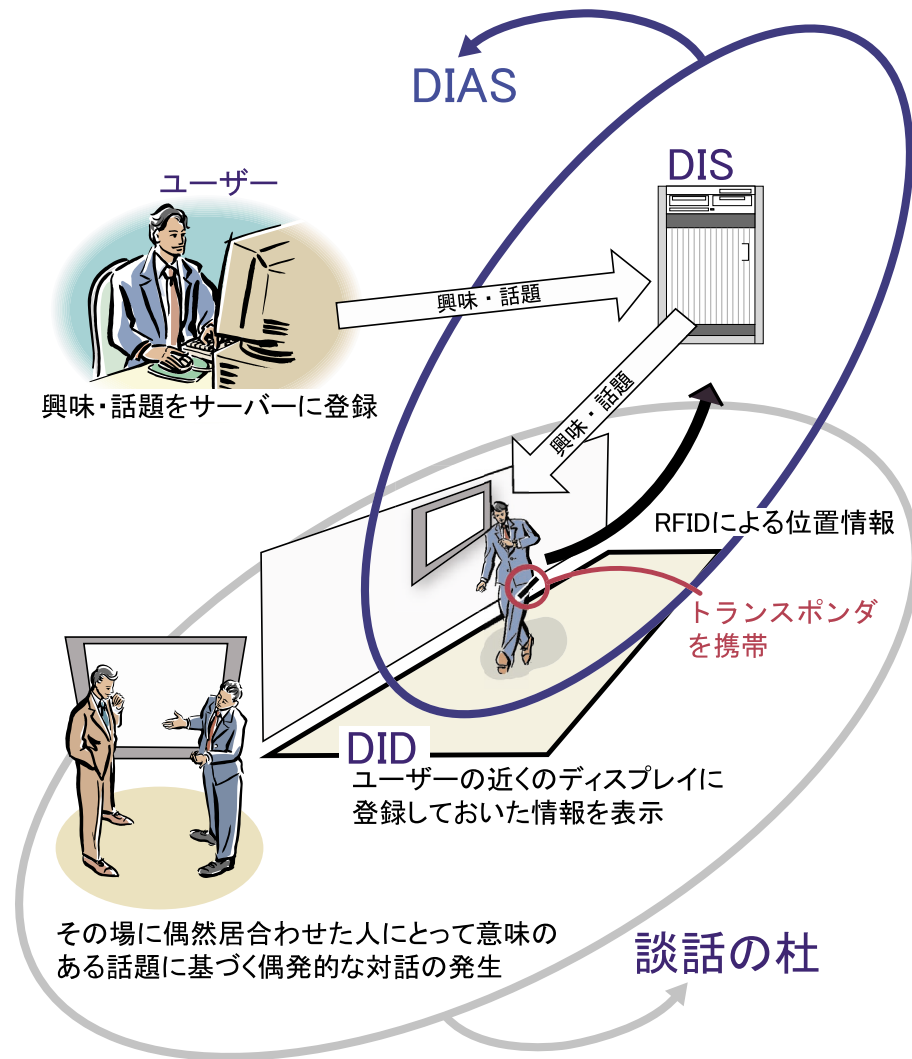 DIAS
DIS
ユーザー
興味・話題
興味・話題をサーバーに登録
興味・話題
RFIDによる位置情報
トランスポンダ
を携帯
DID
ユーザーの近くのディスプレイに
登録しておいた情報を表示
その場に偶然居合わせた人にとって意味の
ある話題に基づく偶発的な対話の発生
談話の杜